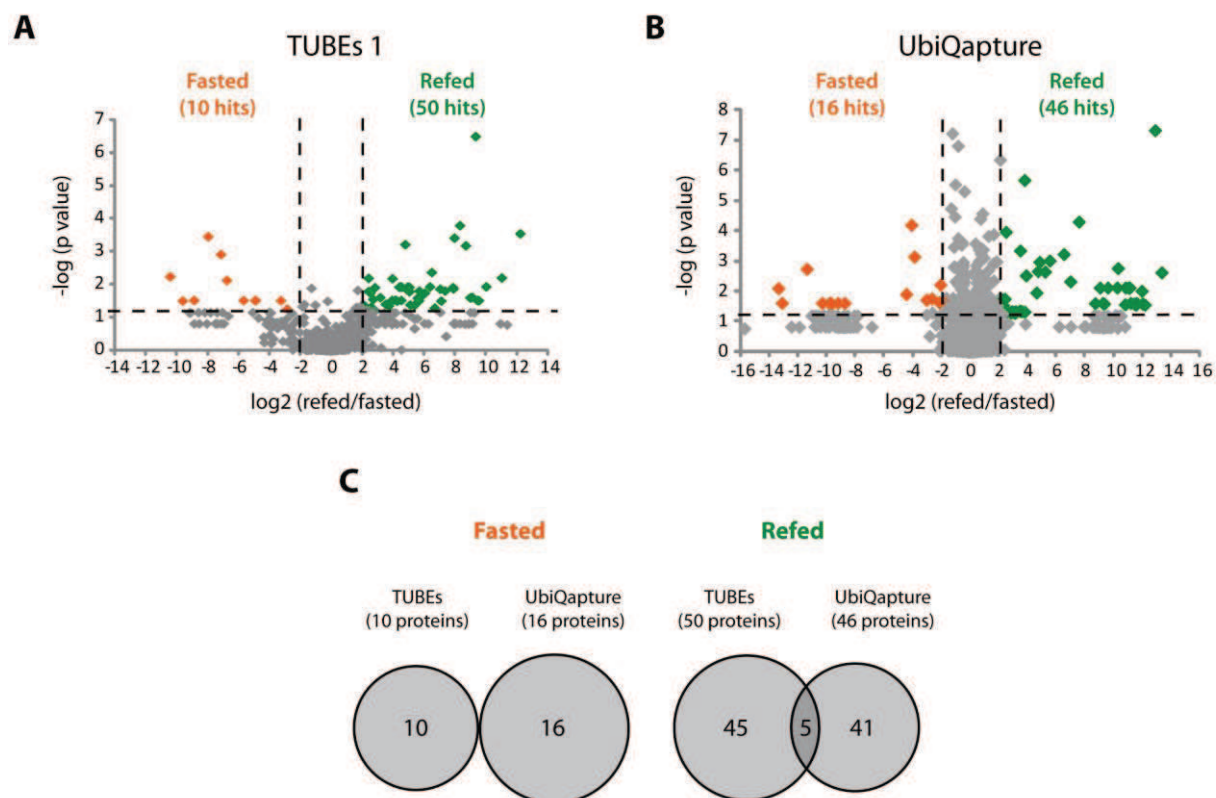 A
TUBEs 1
Fasted
(10 hits)
Refed
(50 hits)
7
6
5
4
3
2
1
0
-log (p value)
-14 -12 -10 -8 -6 -4 -2 0 2 4 6 8 10 12 14
log2 (refed/fasted)
B
UbiQapture
Fasted
(16 hits)
Refed
(46 hits)
8
7
6
5
4
3
2
1
0
-log (p value)
-16 -14 -12 -10 -8 -6 -4 -2 0 2 4 6 8 10 12 14 16
log2 (refed/fasted)
C
Fasted
Refed
TUBEs
(10 proteins)
UbiQapture
(16 proteins)
TUBEs
(50 proteins)
UbiQapture
(46 proteins)
10
16
45
5
41